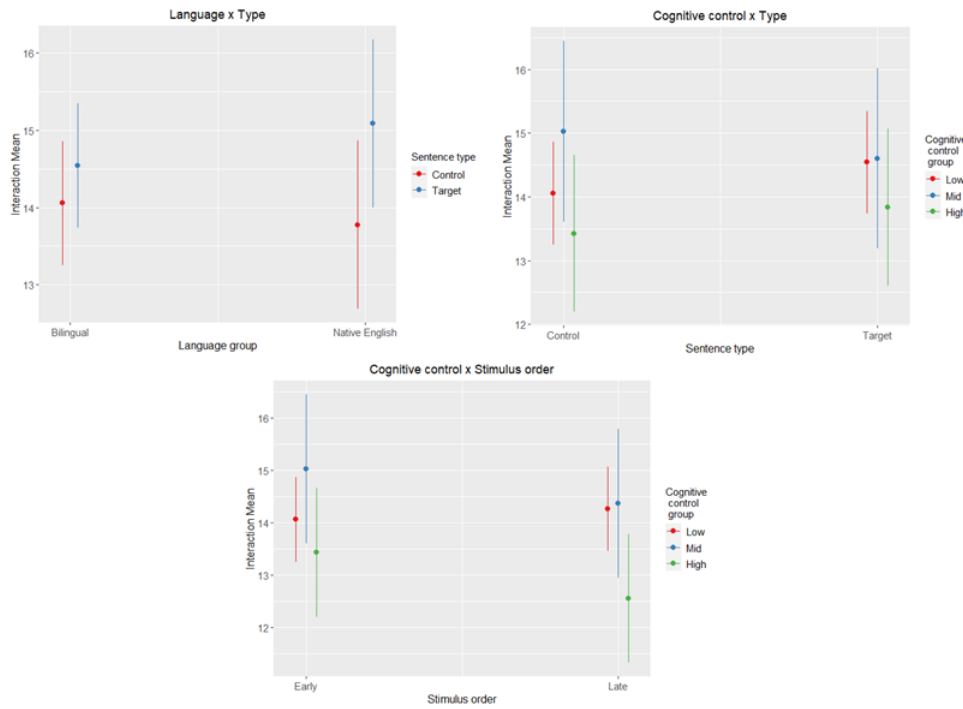 Language x Type
Interaction Mean
16
15
14
13
Bilingual
Native English
Language group
Sentence type
Control
Target
Cognitive control x Type
Interaction Mean
16
15
14
13
12
Control
Target
Sentence type
Cognitive
control
group
Low
Mid
High
Cognitive control x Stimulus order
Interaction Mean
16
15
14
13
12
Early
Late
Stimulus order
Cognitive
control
group
Low
Mid
High